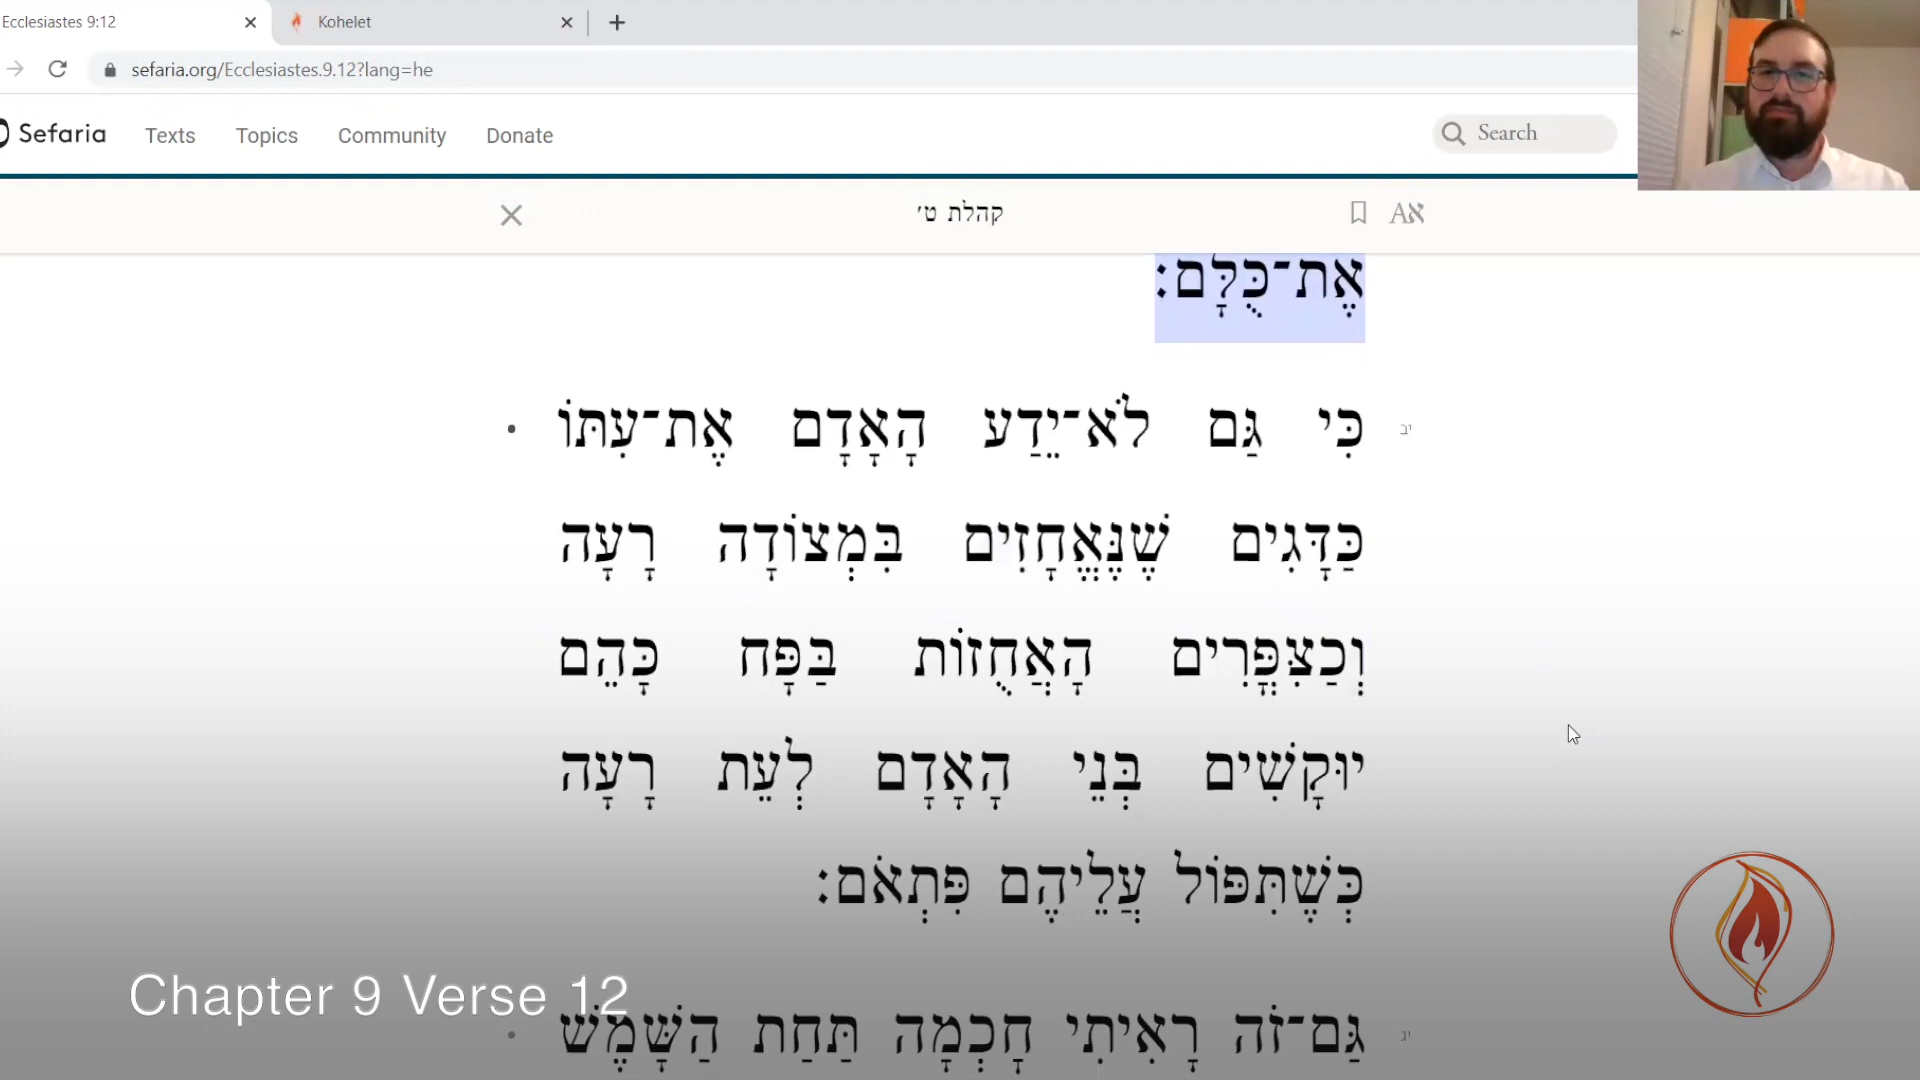 Ecclesiastes 9:12
Kohelet
sefaria.org/Ecclesiastes.9.12?lang=he
Sefaria Texts Topics Community Donate Search
קהלת ט׳
Aא
אֶת־כֻּלָּם׃
יב כִּי גַּם לֹא־יֵדַע הָאָדָם אֶת־עִתּוֹ
כַּדָּגִים שֶׁנֶּאֱחָזִים בִּמְצוֹדָה רָעָה
וְכַצִּפֳּרִים הָאֲחֻזוֹת בַּפָּח כָּהֵם
יוּקָשִׁים בְּנֵי הָאָדָם לְעֵת רָעָה
כְּשֶׁתִּפּוֹל עֲלֵיהֶם פִּתְאֹם׃
Chapter 9 Verse 12
יג גַּם־זֹה רָאִיתִי חָכְמָה תַּחַת הַשָּׁמֶשׁ